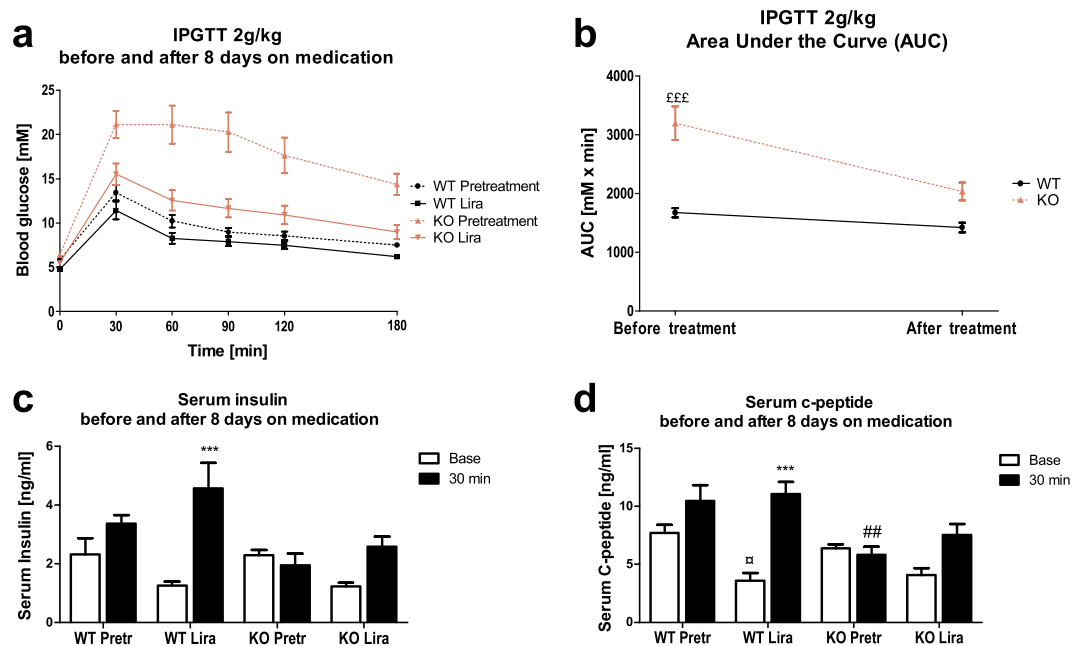 a
IPGTT 2g/kg
before and after 8 days on medication
Blood glucose [mM]
25
20
15
10
5
0
0 30 60 90 120 180
Time [min]
WT Pretreatment
WT Lira
KO Pretreatment
KO Lira
b
IPGTT 2g/kg
Area Under the Curve (AUC)
AUC [mM x min]
4000
3000
2000
1000
0
£££
Before treatment After treatment
WT
KO
c
Serum insulin
before and after 8 days on medication
Serum Insulin [ng/ml]
6
4
2
0
***
WT Pretr WT Lira KO Pretr KO Lira
Base
30 min
d
Serum c-peptide
before and after 8 days on medication
Serum C-peptide [ng/ml]
15
10
5
0
¤
***
##
WT Pretr WT Lira KO Pretr KO Lira
Base
30 min